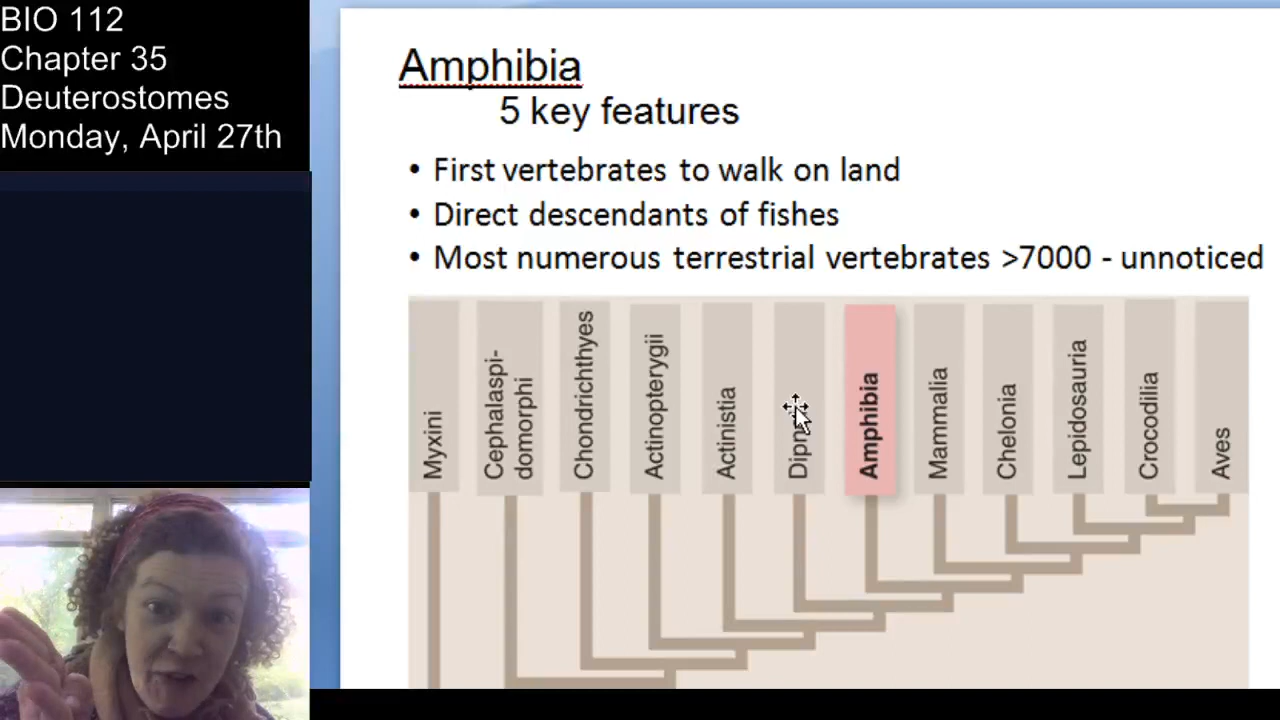 BIO 112
Chapter 35
Deuterostomes
Monday, April 27th
Amphibia
5 key features
• First vertebrates to walk on land
• Direct descendants of fishes
• Most numerous terrestrial vertebrates >7000 - unnoticed
Myxini
Cephalaspi-
domorphi
Chondrichthyes
Actinopterygii
Actinistia
Amphibia
Mammalia
Chelonia
Lepidosauria
Crocodilia
Aves